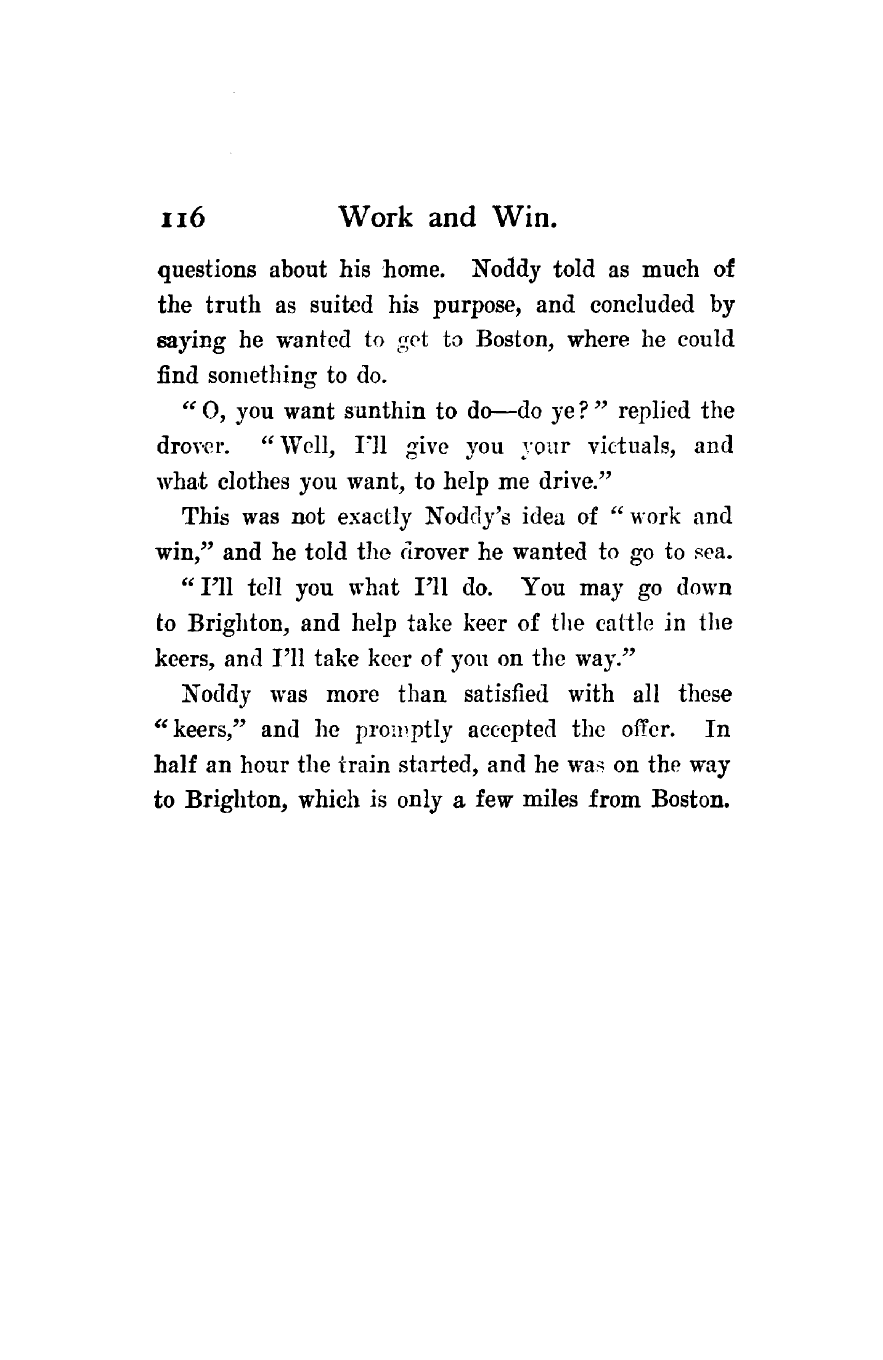 116 Work and Win.
questions about his home. Noddy told as much of
the truth as suited his purpose, and concluded by
saying he wanted to get to Boston, where he could
find something to do.
“ O, you want sunthin to do—do ye? ” replied the
drover. “ Well, I'll give you your victuals, and
what clothes you want, to help me drive.”
This was not exactly Noddy’s idea of “ work and
win,” and he told the drover he wanted to go to sea.
“ I’ll tell you what I’ll do. You may go down
to Brighton, and help take keer of the cattle in the
keers, and I’ll take keer of you on the way.”
Noddy was more than satisfied with all these
“ keers,” and he promptly accepted the offer. In
half an hour the train started, and he was on the way
to Brighton, which is only a few miles from Boston.